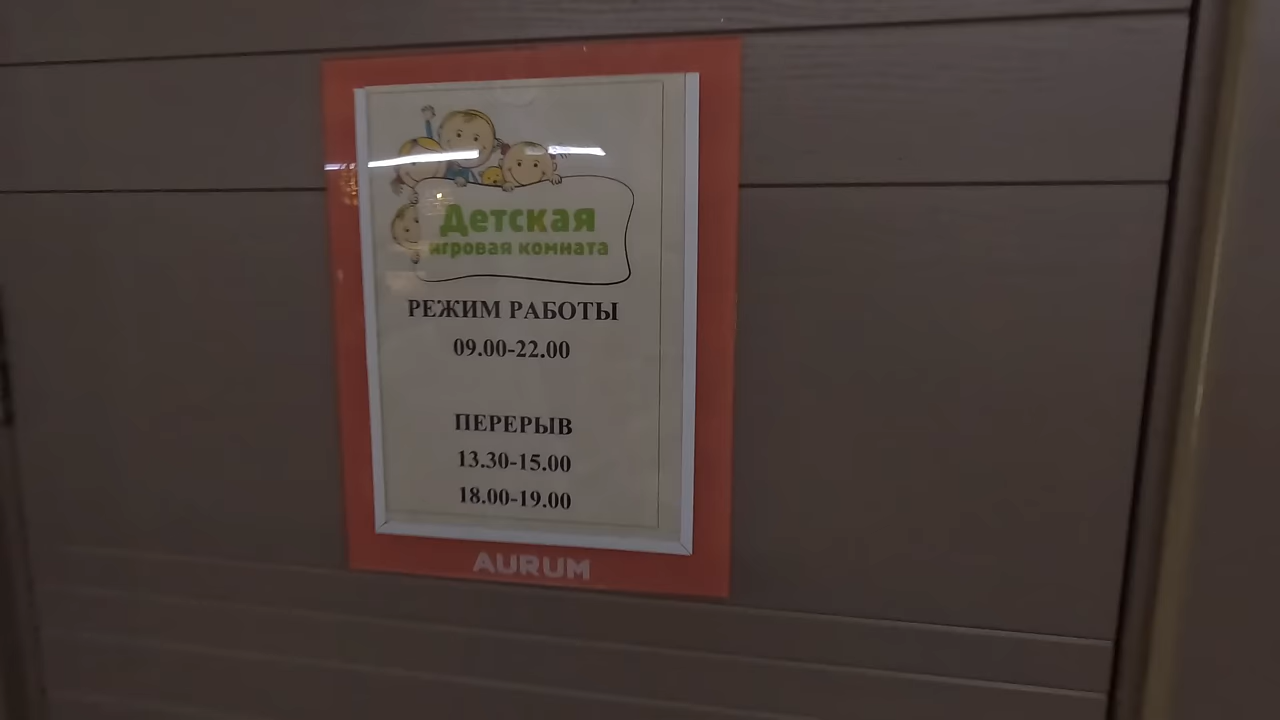 Детская
игровая комната
РЕЖИМ РАБОТЫ
09.00-22.00
ПЕРЕРЫВ
13.30-15.00
18.00-19.00
AURUM